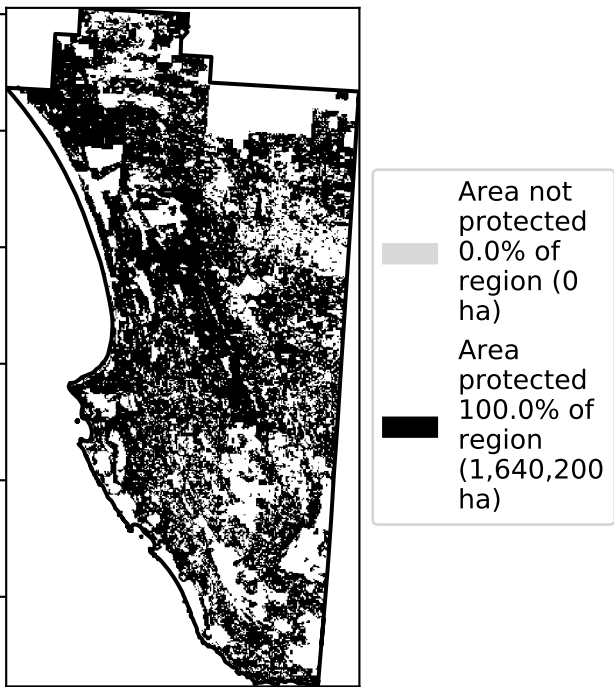 Area not
protected
0.0% of
region (0
ha)
Area
protected
100.0% of
region
(1,640,200
ha)